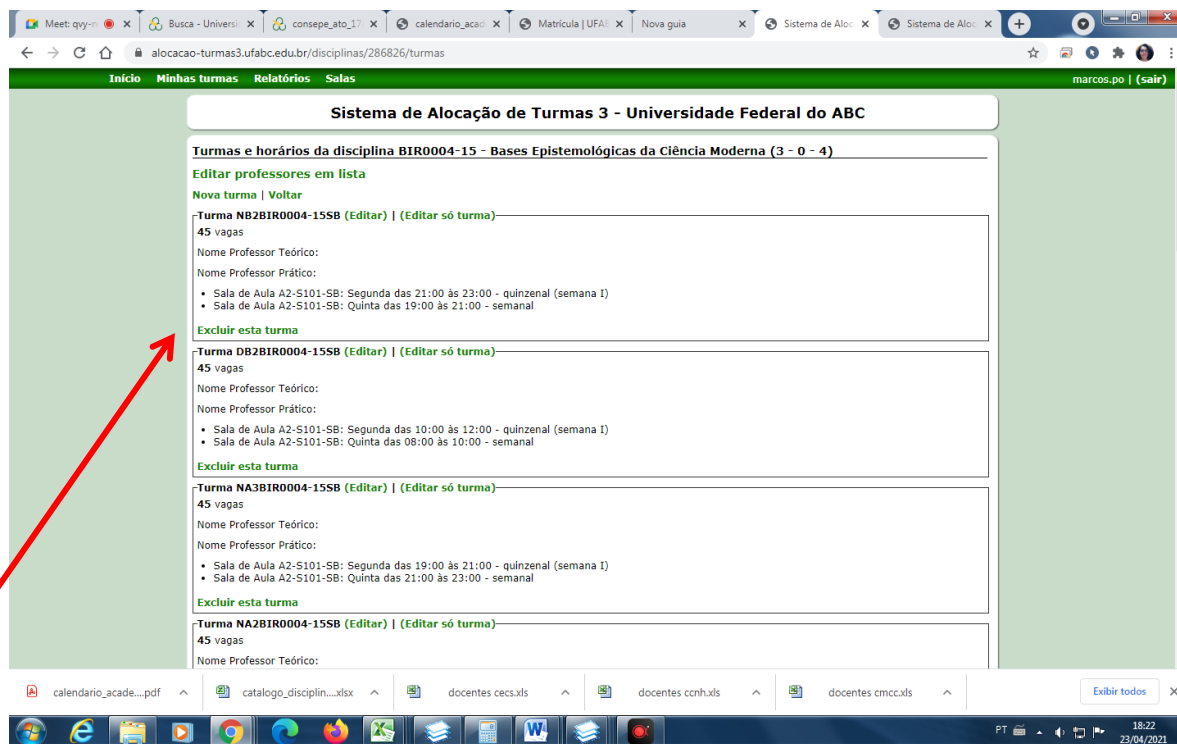 Meet: qvy-n
Busca - Universi
consepe_ato_17
calendario_acad
Matrícula | UFAB
Nova guia
Sistema de Aloc
Sistema de Aloc
alocacao-turmas3.ufabc.edu.br/disciplinas/286826/turmas
Início Minhas turmas Relatórios Salas marcos.po | (sair)
Sistema de Alocação de Turmas 3 - Universidade Federal do ABC
Turmas e horários da disciplina BIR0004-15 - Bases Epistemológicas da Ciência Moderna (3 - 0 - 4)
Editar professores em lista
Nova turma | Voltar
Turma NB2BIR0004-15SB (Editar) | (Editar só turma)
45 vagas
Nome Professor Teórico:
Nome Professor Prático:
• Sala de Aula A2-S101-SB: Segunda das 21:00 às 23:00 - quinzenal (semana I)
• Sala de Aula A2-S101-SB: Quinta das 19:00 às 21:00 - semanal
Excluir esta turma
Turma DB2BIR0004-15SB (Editar) | (Editar só turma)
45 vagas
Nome Professor Teórico:
Nome Professor Prático:
• Sala de Aula A2-S101-SB: Segunda das 10:00 às 12:00 - quinzenal (semana I)
• Sala de Aula A2-S101-SB: Quinta das 08:00 às 10:00 - semanal
Excluir esta turma
Turma NA3BIR0004-15SB (Editar) | (Editar só turma)
45 vagas
Nome Professor Teórico:
Nome Professor Prático:
• Sala de Aula A2-S101-SB: Segunda das 19:00 às 21:00 - quinzenal (semana I)
• Sala de Aula A2-S101-SB: Quinta das 21:00 às 23:00 - semanal
Excluir esta turma
Turma NA2BIR0004-15SB (Editar) | (Editar só turma)
45 vagas
Nome Professor Teórico:
calendario_acade....pdf
catalogo_disciplin....xlsx
docentes cecs.xls
docentes ccnh.xls
docentes cmcc.xls
Exibir todos
PT
18:22
23/04/2021